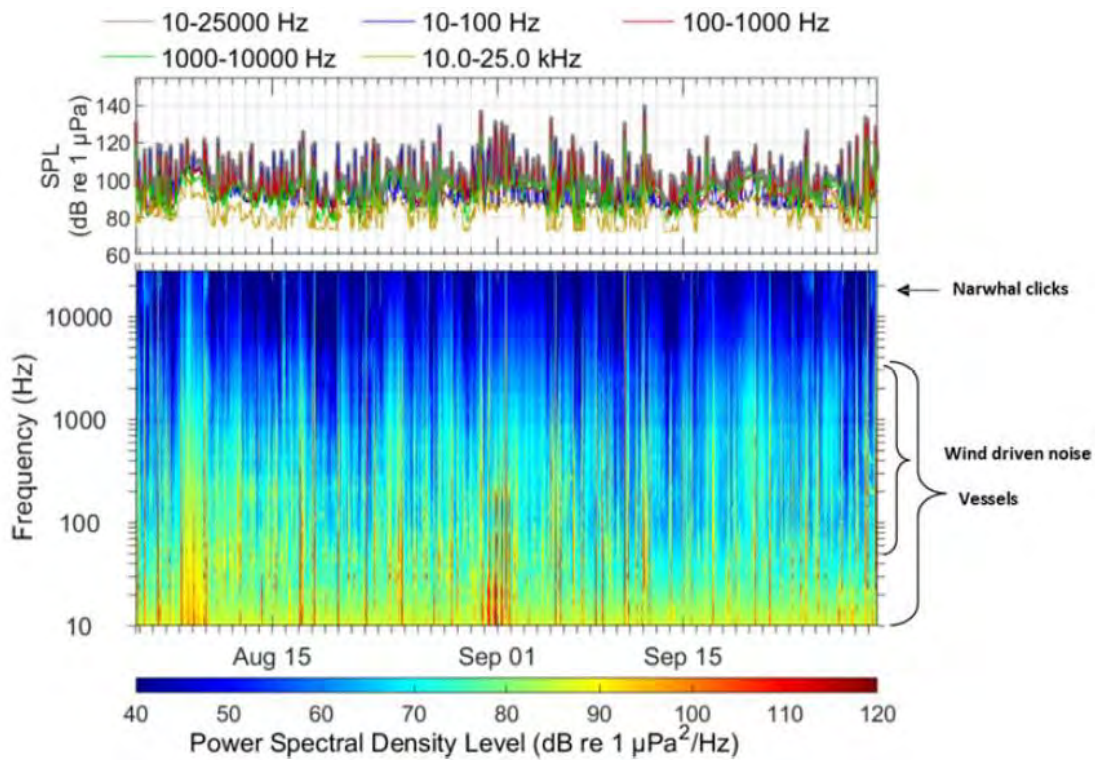 10-25000 Hz 10-100 Hz 100-1000 Hz
1000-10000 Hz 10.0-25.0 kHz
SPL
(dB re 1 µPa)
140
120
100
80
60
Frequency (Hz)
10000
1000
100
10
Narwhal clicks
Wind driven noise
Vessels
Aug 15 Sep 01 Sep 15
40 50 60 70 80 90 100 110 120
Power Spectral Density Level (dB re 1 µPa²/Hz)